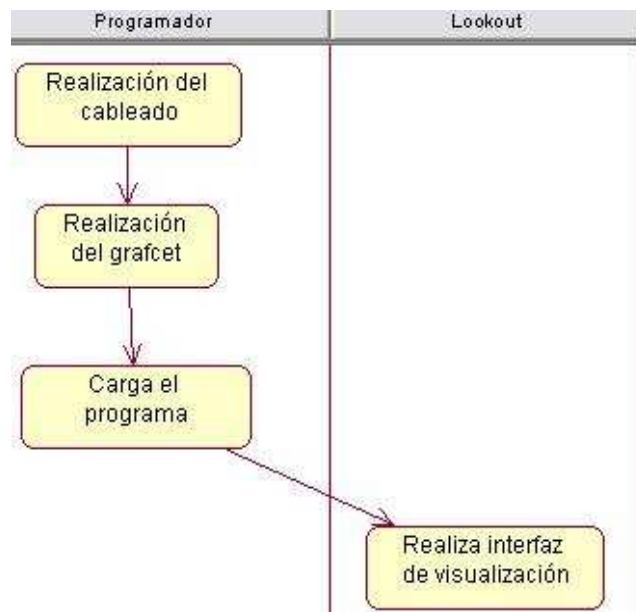 Programador
Lookout
Realización del
cableado
Realización
del grafcet
Carga el
programa
Realiza interfaz
de visualización